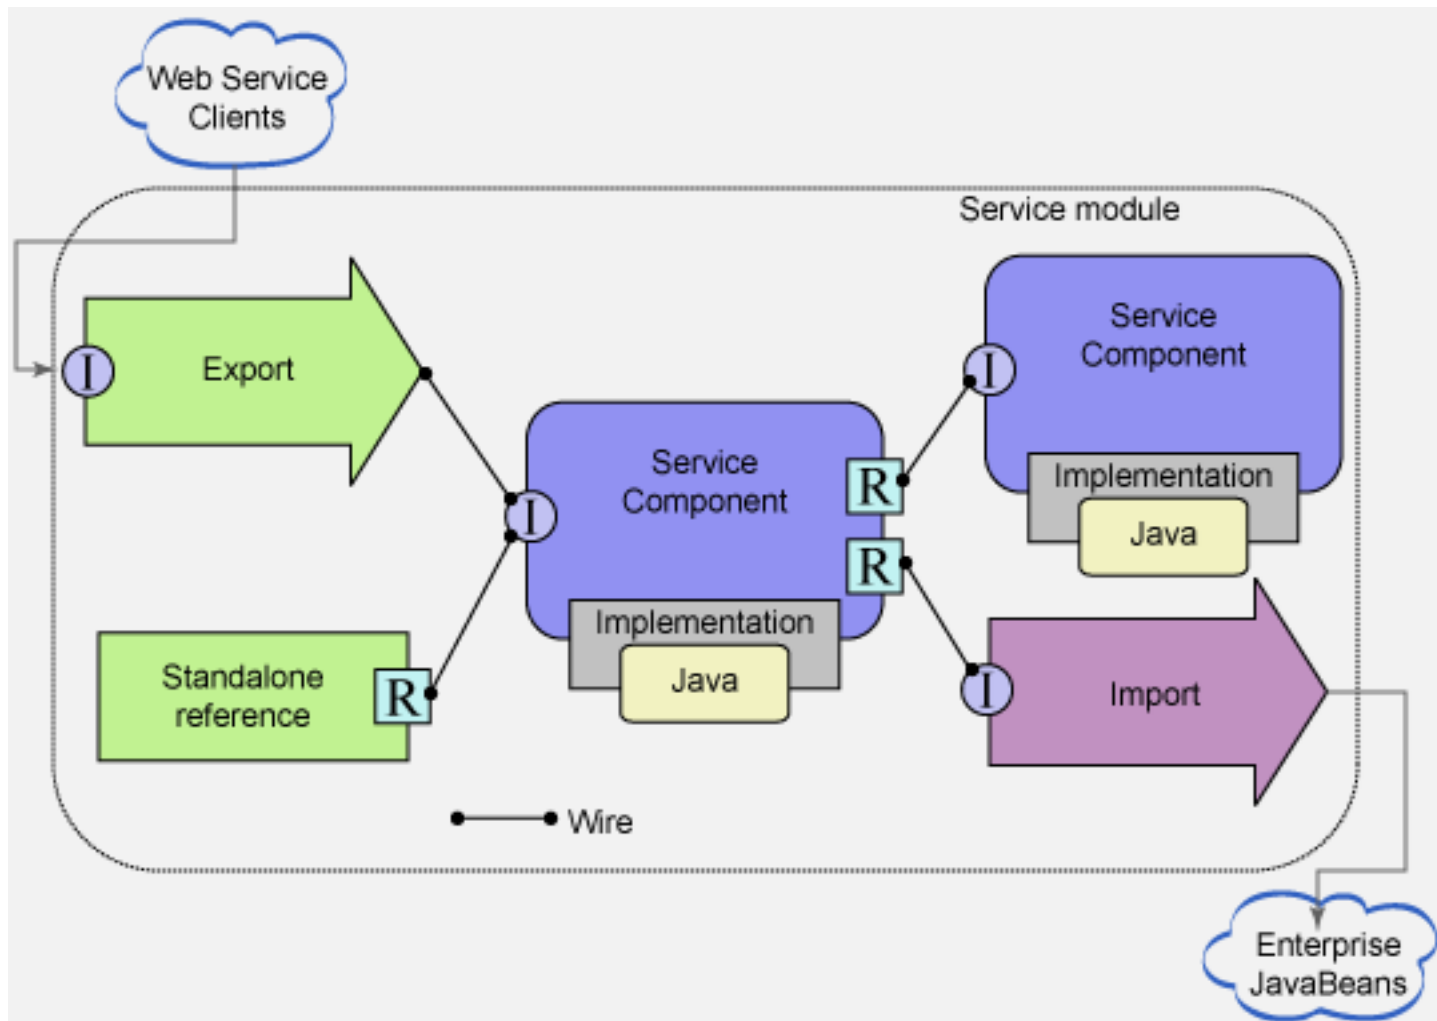 Web Service
Clients
Service module
I
Export
I
Service
Component
Implementation
Java
I
Service
Component
R
R
Implementation
Java
Standalone
reference
R
I
Import
Wire
Enterprise
JavaBeans